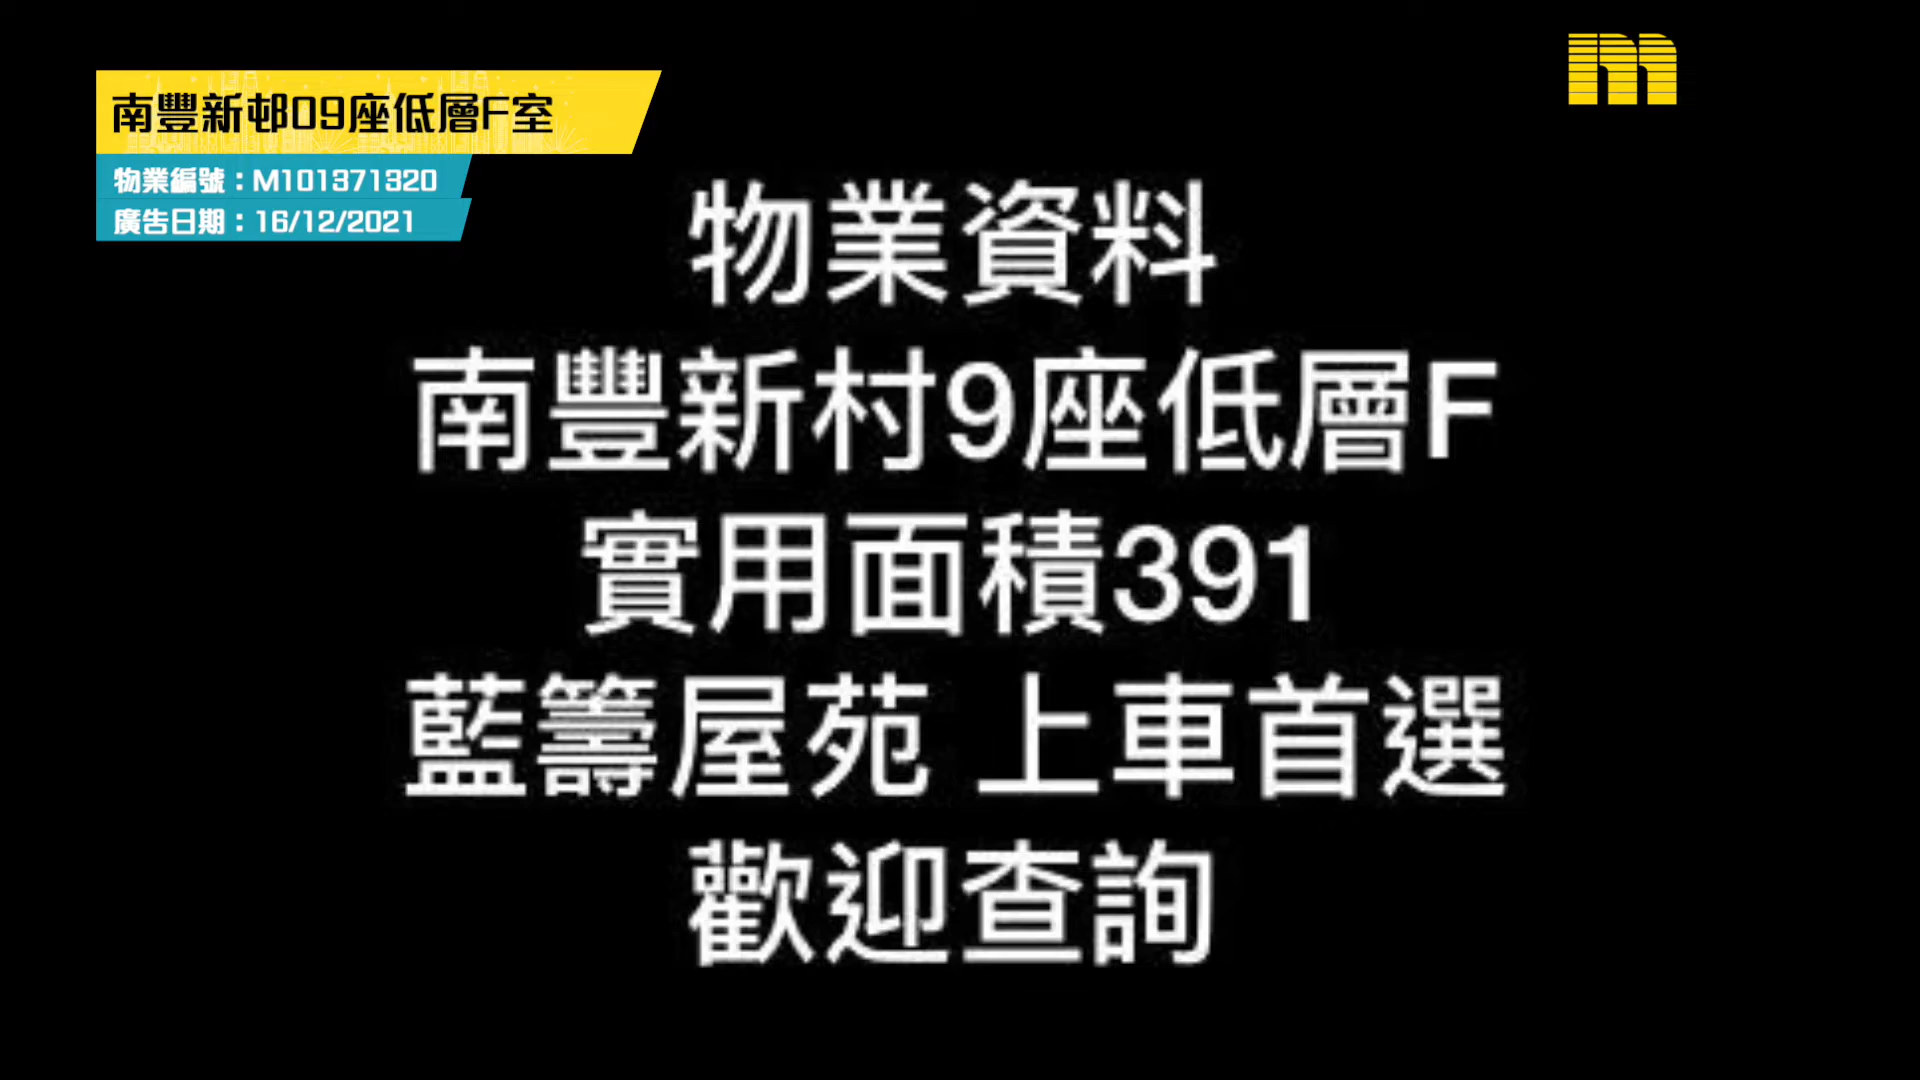 南豐新邨09座低層F室
物業編號：M101371320
廣告日期：16/12/2021
物業資料
南豐新村9座低層F
實用面積391
藍籌屋苑 上車首選
歡迎查詢